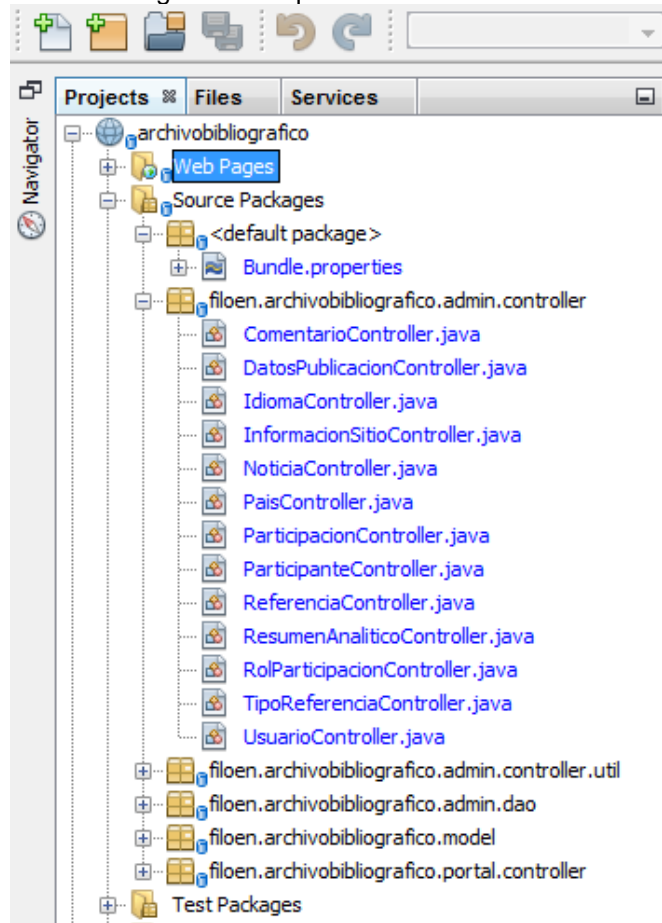 Projects
Files
Services
Navigator
archivobibliografico
Web Pages
Source Packages
<default package>
Bundle.properties
filoen.archivobibliografico.admin.controller
ComentarioController.java
DatosPublicacionController.java
IdiomaController.java
InformacionSitioController.java
NoticiaController.java
PaisController.java
ParticipacionController.java
ParticipanteController.java
ReferenciaController.java
ResumenAnaliticoController.java
RolParticipacionController.java
TipoReferenciaController.java
UsuarioController.java
filoen.archivobibliografico.admin.controller.util
filoen.archivobibliografico.admin.dao
filoen.archivobibliografico.model
filoen.archivobibliografico.portal.controller
Test Packages